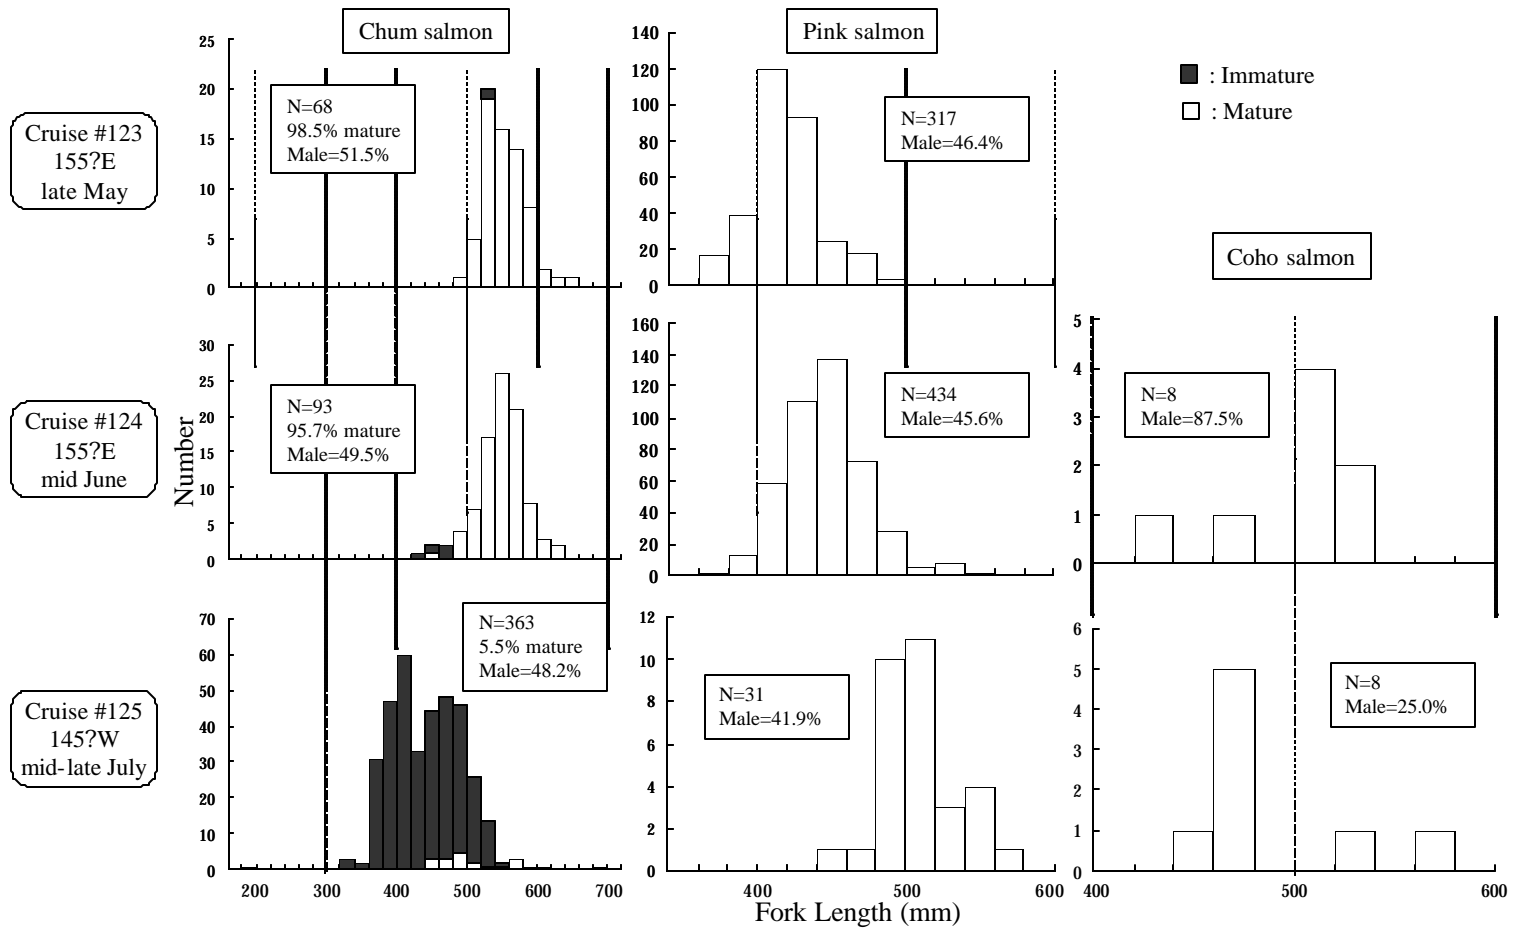 Chum salmon
Pink salmon
: Immature
: Mature
Coho salmon
Cruise #123
155?E
late May
25
20
15
10
5
0
N=68
98.5% mature
Male=51.5%
140
120
100
80
60
40
20
0
N=317
Male=46.4%
Cruise #124
155?E
mid June
Number
30
25
20
15
10
5
0
N=93
95.7% mature
Male=49.5%
160
140
120
100
80
60
40
20
0
N=434
Male=45.6%
5
4
3
2
1
0
N=8
Male=87.5%
Cruise #125
145?W
mid-late July
70
60
50
40
30
20
10
0
N=363
5.5% mature
Male=48.2%
12
10
8
6
4
2
0
N=31
Male=41.9%
6
5
4
3
2
1
0
N=8
Male=25.0%
200 300 400 500 600 700
400 500 600
400 500 600
Fork Length (mm)